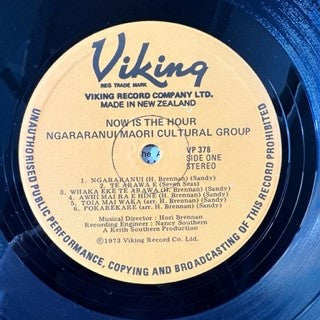 Viking
REG TRADE MARK
VIKING RECORD COMPANY LTD.
MADE IN NEW ZEALAND
NOW IS THE HOUR
NGARARANUI MAORI CULTURAL GROUP
he
VP 378
SIDE ONE
STEREO
1. NGARARANUI (H. Brennan) (Sandy)
2. TE ARAWA E (Seven Seas)
3. WHAKA EKE TE ARAWA (H. Brennan) (Sandy)
4. AWHI MAI RA E HINE (H. Brennan) (Sandy)
5. TOIA MAI WAKA (arr. H. Brennan) (Sandy)
6. POKAREKARE (arr. H. Brennan) (Sandy)
Musical Director : Hori Brennan
Recording Engineer : Nancy Southern
A Keith Southern Production
©1973 Viking Record Co. Ltd.
UNAUTHORISED PUBLIC PERFORMANCE, COPYING AND BROADCASTING OF THIS RECORD PROHIBITED